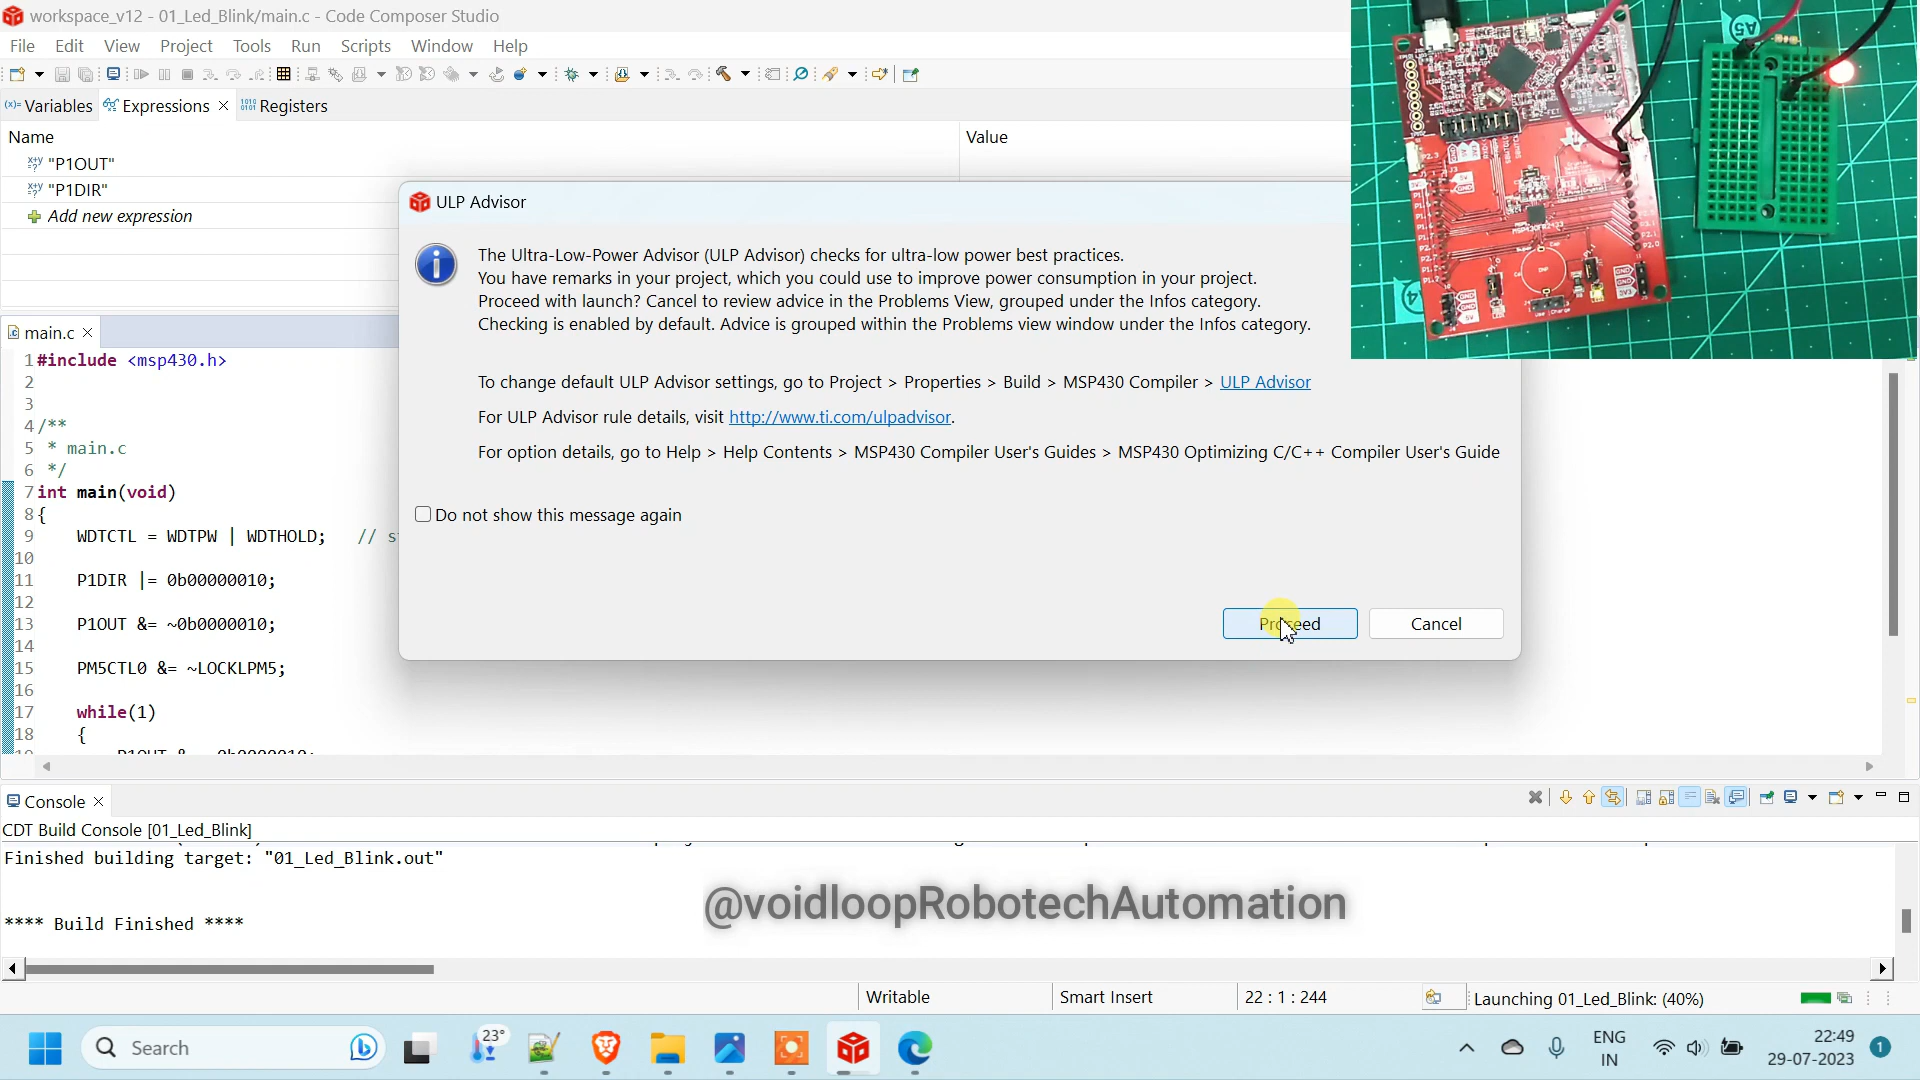 workspace_v12 - 01_Led_Blink/main.c - Code Composer Studio
File Edit View Project Tools Run Scripts Window Help
Variables Expressions Registers
Name Value
"P1OUT"
"P1DIR"
Add new expression
ULP Advisor
The Ultra-Low-Power Advisor (ULP Advisor) checks for ultra-low power best practices.
You have remarks in your project, which you could use to improve power consumption in your project.
Proceed with launch? Cancel to review advice in the Problems View, grouped under the Infos category.
Checking is enabled by default. Advice is grouped within the Problems view window under the Infos category.
To change default ULP Advisor settings, go to Project > Properties > Build > MSP430 Compiler > ULP Advisor
For ULP Advisor rule details, visit http://www.ti.com/ulpadvisor.
For option details, go to Help > Help Contents > MSP430 Compiler User's Guides > MSP430 Optimizing C/C++ Compiler User's Guide
Do not show this message again
Proceed Cancel
main.c
1 #include <msp430.h>
2
3
4 /**
5 * main.c
6 */
7 int main(void)
8 {
9 WDTCTL = WDTPW | WDTHOLD; // s
10
11 P1DIR |= 0b00000010;
12
13 P1OUT &= ~0b0000010;
14
15 PM5CTL0 &= ~LOCKLPM5;
16
17 while(1)
18 {
A5
Console
CDT Build Console [01_Led_Blink]
Finished building target: "01_Led_Blink.out"
**** Build Finished ****
@voidloopRobotechAutomation
Writable Smart Insert 22 : 1 : 244 Launching 01_Led_Blink: (40%)
Search 23° ENG IN 22:49 29-07-2023 1